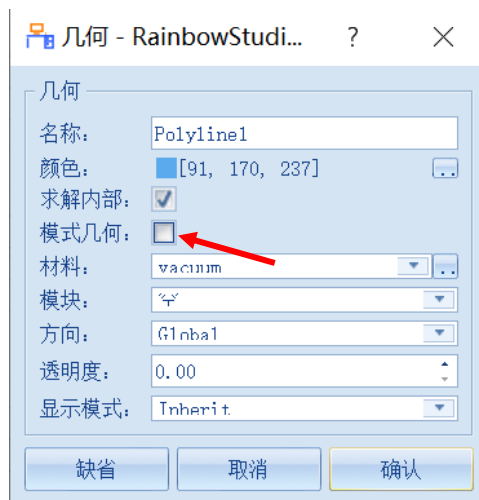 几何 - RainbowStudi... ?
几何
名称： Polyline1
颜色： [91, 170, 237] ..
求解内部：
模式几何：
材料： vacuum ..
模块： 空
方向： Global
透明度： 0.00
显示模式： Inherit
缺省 取消 确认